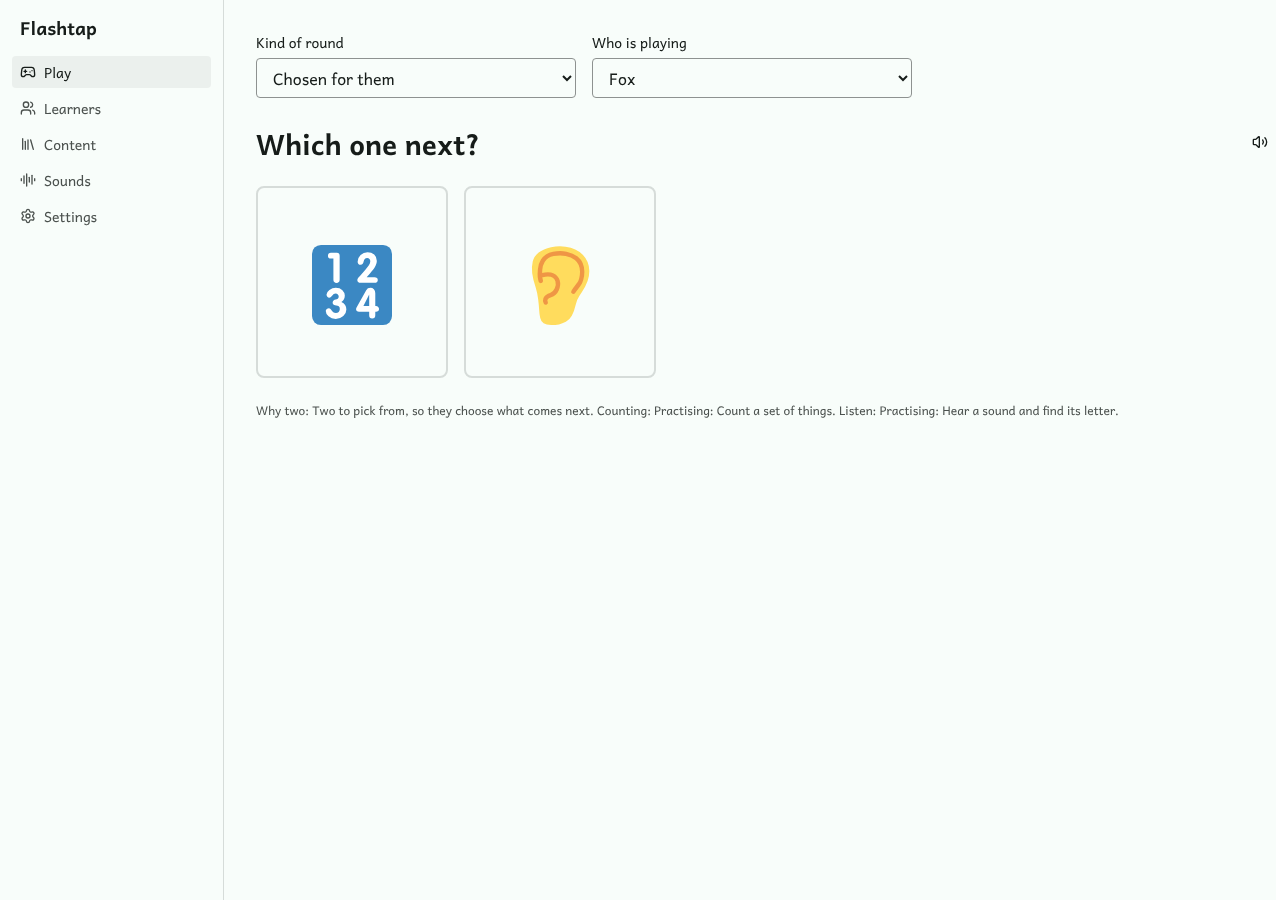 Flashtap
Play
Learners
Content
Sounds
Settings
Kind of round
Chosen for them
Who is playing
Fox
Which one next?
1 2
3 4
Why two: Two to pick from, so they choose what comes next. Counting: Practising: Count a set of things. Listen: Practising: Hear a sound and find its letter.